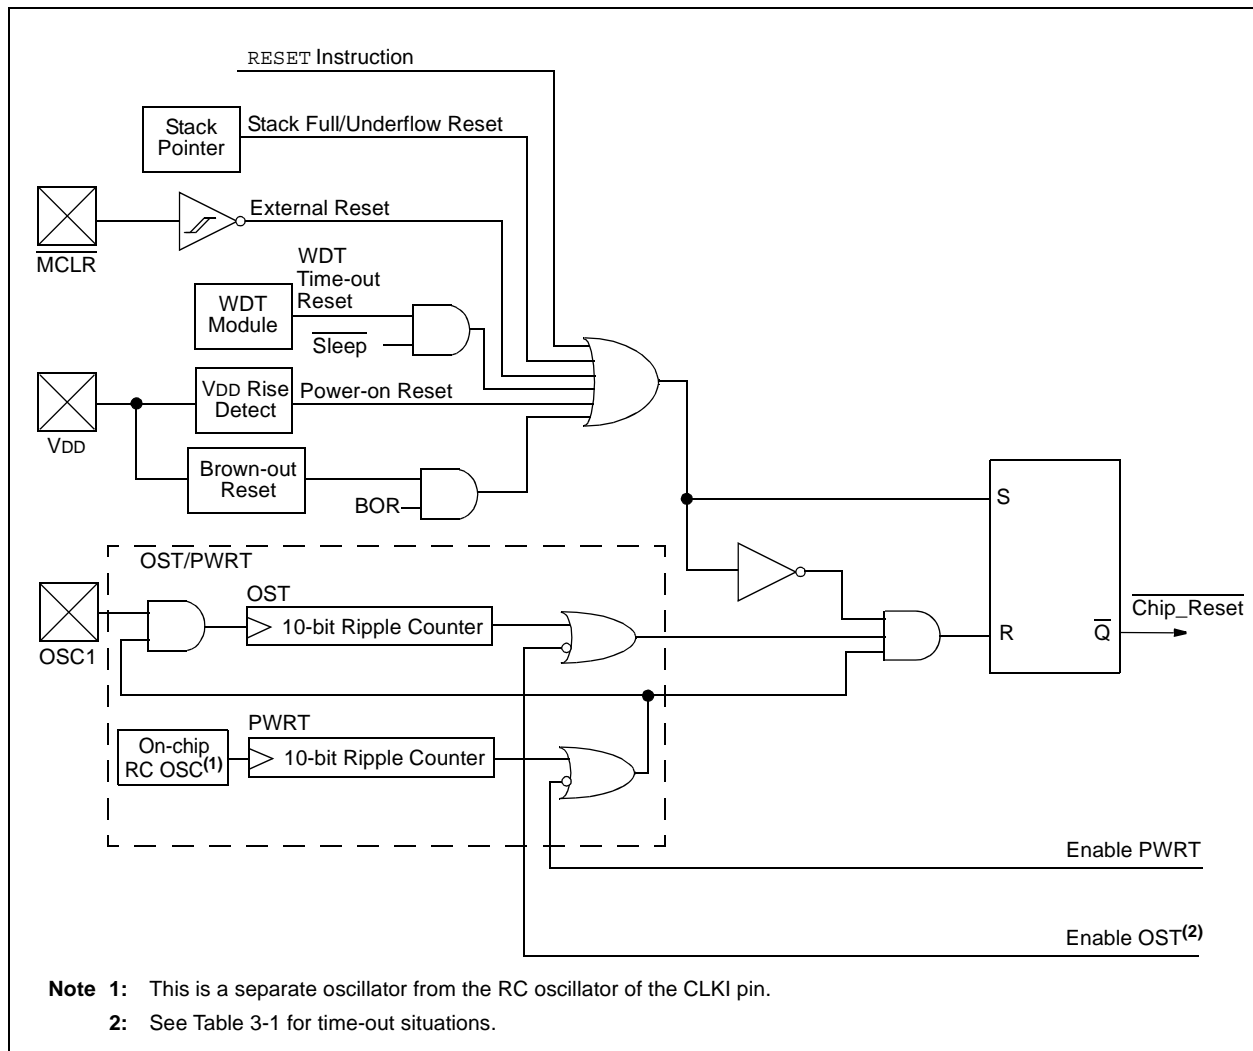 RESET Instruction
Stack
Pointer
Stack Full/Underflow Reset
MCLR
External Reset
WDT
Time-out
Reset
WDT
Module
Sleep
VDD
VDD Rise
Detect
Power-on Reset
Brown-out
Reset
BOR
S
R
Q
Chip_Reset
OST/PWRT
OSC1
OST
10-bit Ripple Counter
PWRT
On-chip
RC OSC(1)
10-bit Ripple Counter
Enable PWRT
Enable OST(2)
Note 1: This is a separate oscillator from the RC oscillator of the CLKI pin.
2: See Table 3-1 for time-out situations.